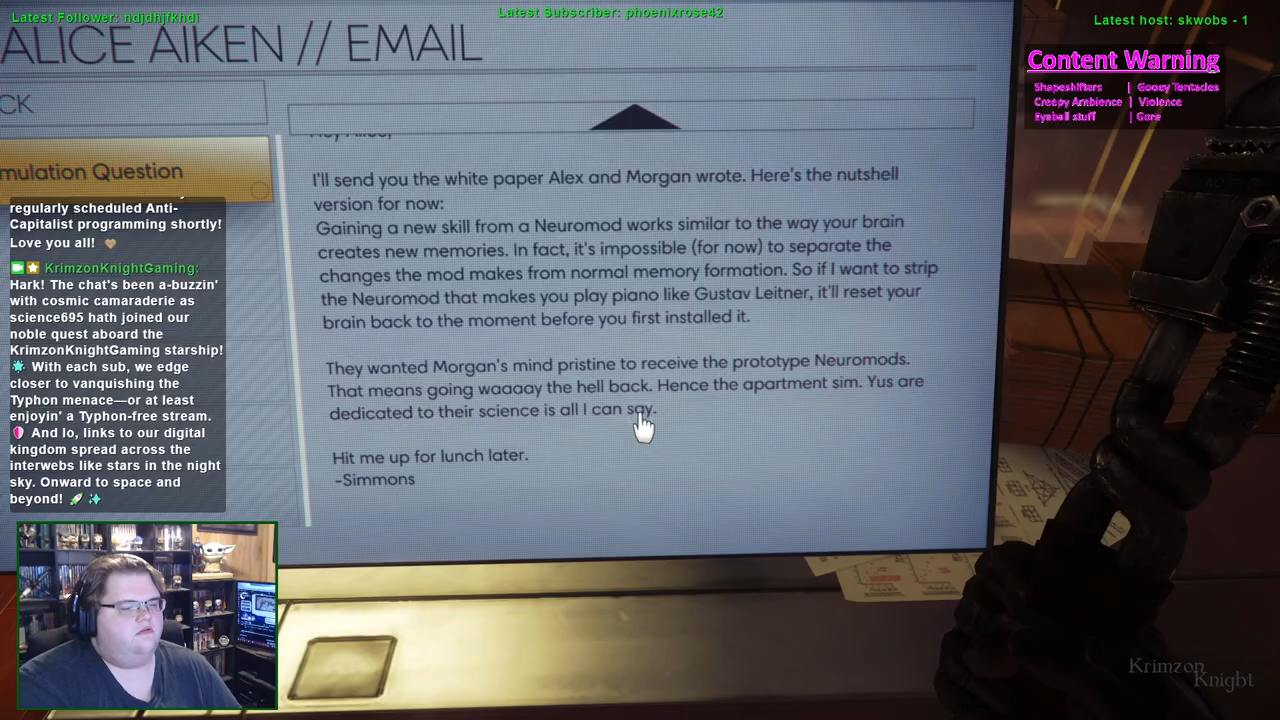 Latest Follower: ndjdhjfkhdi
Latest Subscriber: phoenixrose42
Latest host: skwobs - 1
ALICE AIKEN // EMAIL
Content Warning
Shapeshifters | Gooey Tentacles
Creepy Ambience | Violence
Eyeball stuff | Gore
CK
mulation Question
I'll send you the white paper Alex and Morgan wrote. Here's the nutshell
version for now:
Gaining a new skill from a Neuromod works similar to the way your brain
creates new memories. In fact, it's impossible (for now) to separate the
changes the mod makes from normal memory formation. So if I want to strip
the Neuromod that makes you play piano like Gustav Leitner, it'll reset your
brain back to the moment before you first installed it.
They wanted Morgan's mind pristine to receive the prototype Neuromods.
That means going waaaay the hell back. Hence the apartment sim. Yus are
dedicated to their science is all I can say.
Hit me up for lunch later.
-Simmons
regularly scheduled Anti-
Capitalist programming shortly!
Love you all!
KrimzonKnightGaming:
Hark! The chat's been a-buzzin'
with cosmic camaraderie as
science695 hath joined our
noble quest aboard the
KrimzonKnightGaming starship!
With each sub, we edge
closer to vanquishing the
Typhon menace—or at least
enjoyin' a Typhon-free stream.
And lo, links to our digital
kingdom spread across the
interwebs like stars in the night
sky. Onward to space and
beyond!
Krimzon
Knight